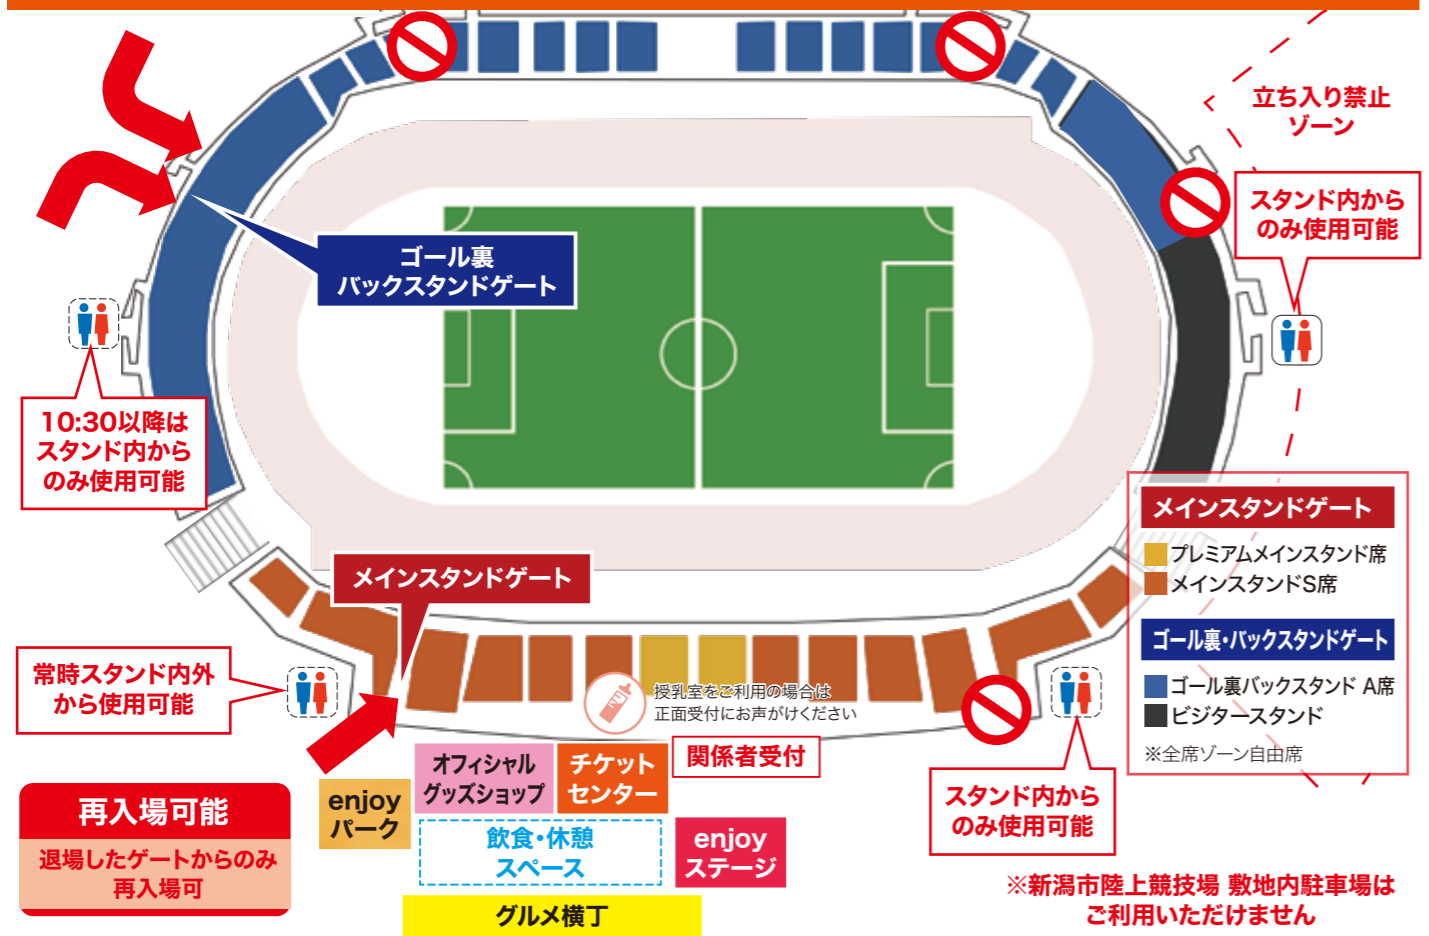 立ち入り禁止
ゾーン
スタンド内から
のみ使用可能
ゴール裏
バックスタンドゲート
10:30以降は
スタンド内から
のみ使用可能
メインスタンドゲート
メインスタンドゲート
プレミアムメインスタンド席
メインスタンドS席
ゴール裏・バックスタンドゲート
ゴール裏バックスタンド A席
ビジタースタンド
※全席ゾーン自由席
常時スタンド内外
から使用可能
授乳室をご利用の場合は
正面受付にお声がけください
関係者受付
オフィシャル
グッズショップ
チケット
センター
enjoy
パーク
飲食・休憩
スペース
enjoy
ステージ
グルメ横丁
スタンド内から
のみ使用可能
再入場可能
退場したゲートからのみ
再入場可
※新潟市陸上競技場 敷地内駐車場は
ご利用いただけません